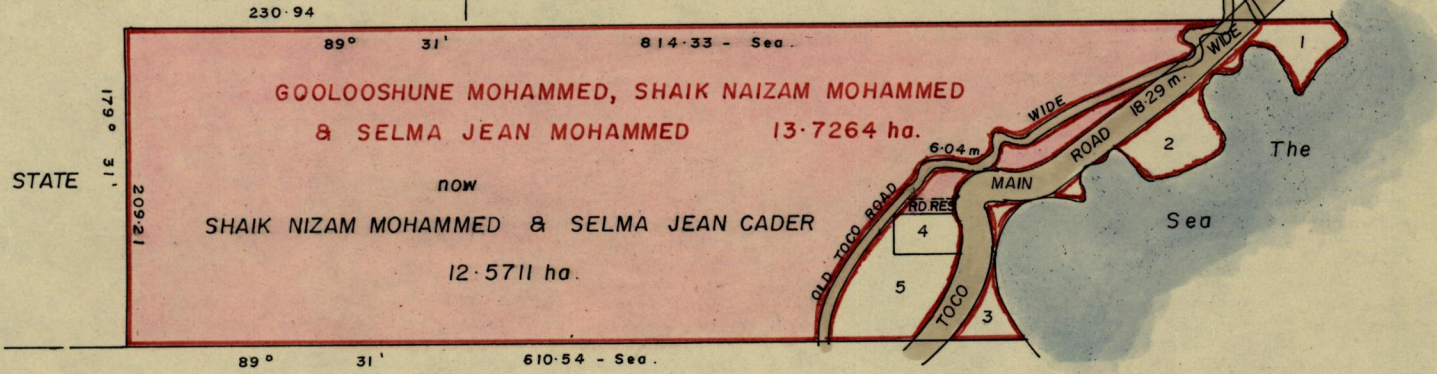 230·94
89° 31' 814·33 - Sea.
GOOLOOSHUNE MOHAMMED, SHAIK NAIZAM MOHAMMED
& SELMA JEAN MOHAMMED 13·7264 ha.
now
SHAIK NIZAM MOHAMMED & SELMA JEAN CADER
12·5711 ha.
STATE
179° 31'
209·21
89° 31' 610·54 - Sea.
OLD TOCO ROAD
6·04 m
WIDE
TOCO
MAIN
ROAD
18·29 m.
WIDE
RD. RES
1
2
3
4
5
The
Sea